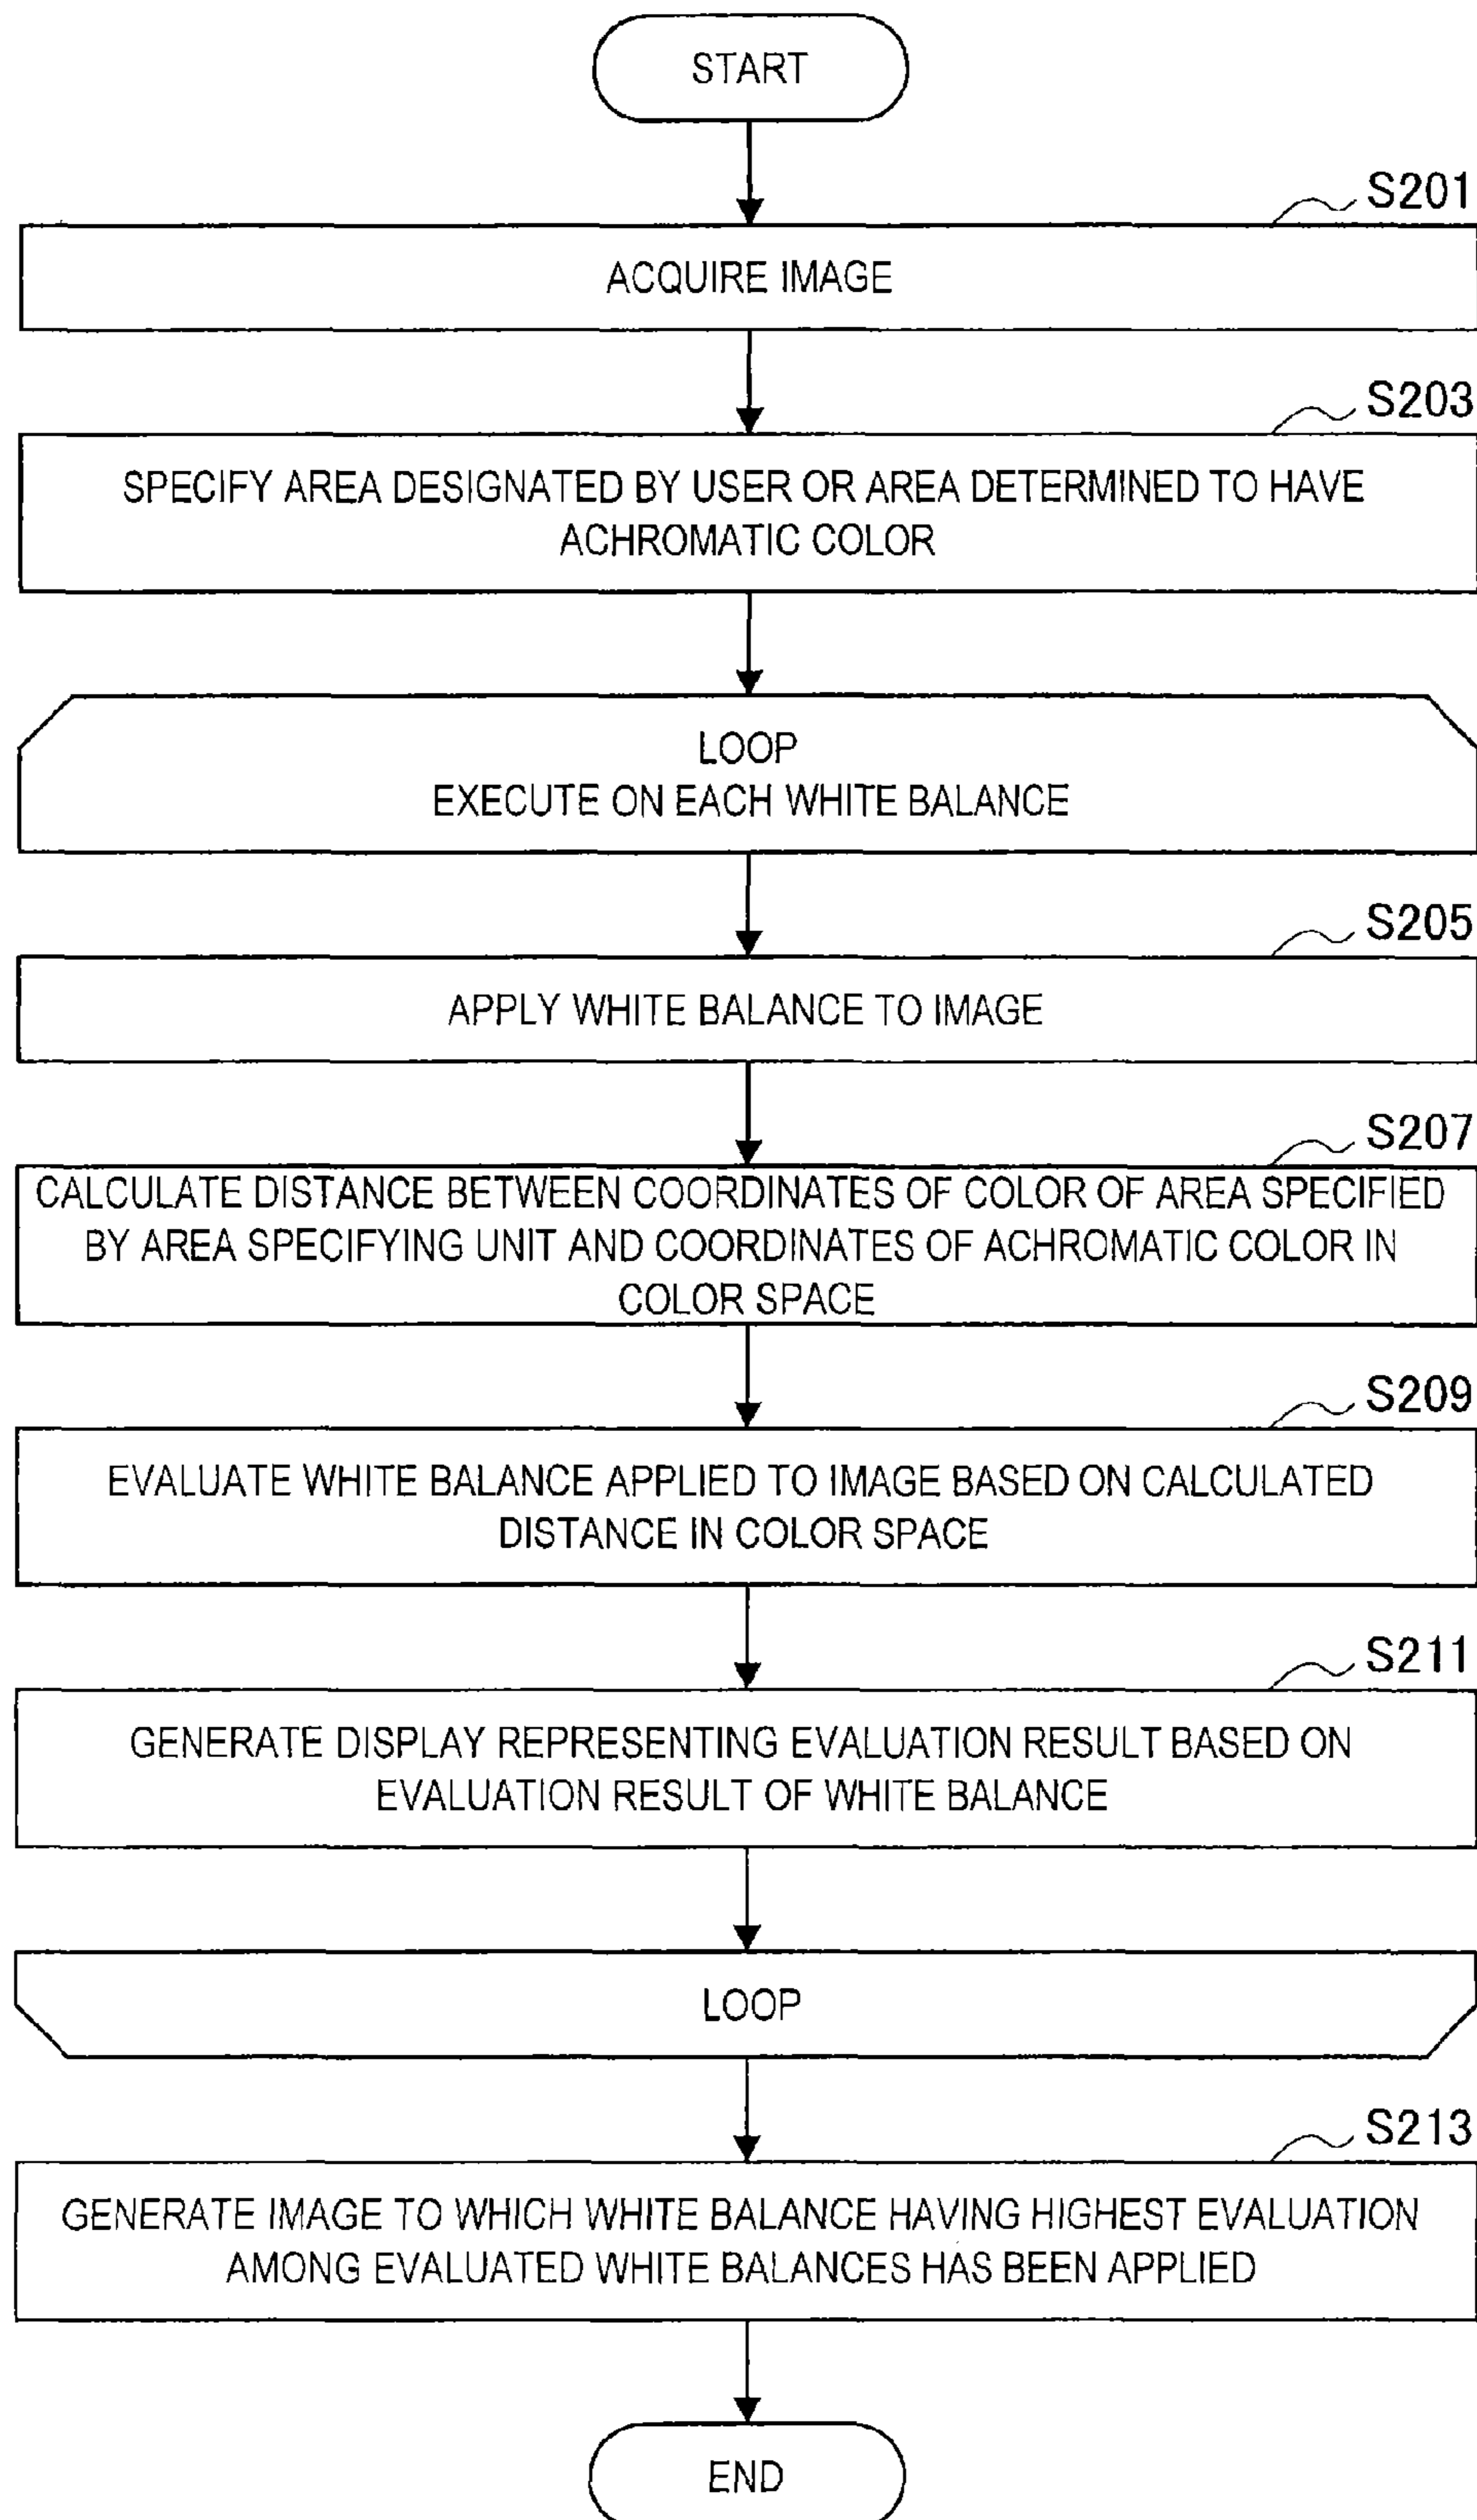 START
S201
ACQUIRE IMAGE
S203
SPECIFY AREA DESIGNATED BY USER OR AREA DETERMINED TO HAVE
ACHROMATIC COLOR
LOOP
EXECUTE ON EACH WHITE BALANCE
S205
APPLY WHITE BALANCE TO IMAGE
S207
CALCULATE DISTANCE BETWEEN COORDINATES OF COLOR OF AREA SPECIFIED
BY AREA SPECIFYING UNIT AND COORDINATES OF ACHROMATIC COLOR IN
COLOR SPACE
S209
EVALUATE WHITE BALANCE APPLIED TO IMAGE BASED ON CALCULATED
DISTANCE IN COLOR SPACE
S211
GENERATE DISPLAY REPRESENTING EVALUATION RESULT BASED ON
EVALUATION RESULT OF WHITE BALANCE
LOOP
S213
GENERATE IMAGE TO WHICH WHITE BALANCE HAVING HIGHEST EVALUATION
AMONG EVALUATED WHITE BALANCES HAS BEEN APPLIED
END